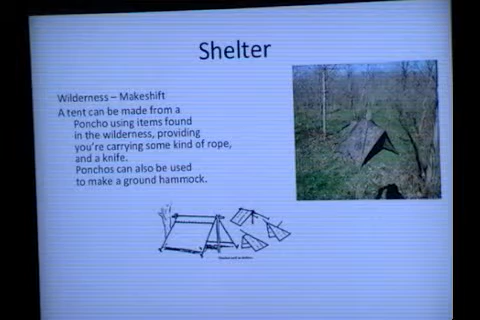 Shelter
Wilderness – Makeshift
A tent can be made from a
Poncho using items found
in the wilderness, providing
you're carrying some kind of rope,
and a knife.
Ponchos can also be used
to make a ground hammock.